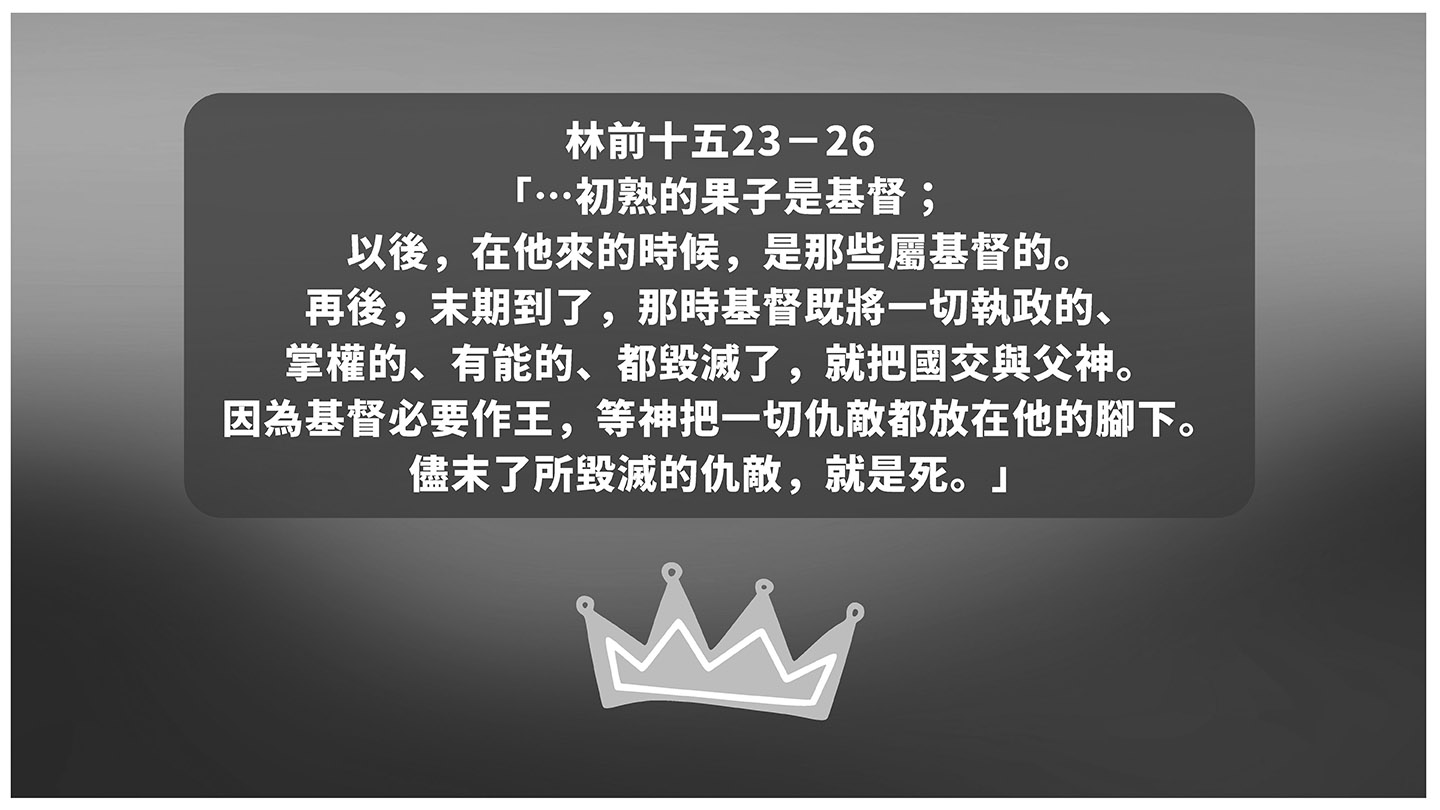 林前十五23－26
「…初熟的果子是基督；
以後，在他來的時候，是那些屬基督的。
再後，末期到了，那時基督既將一切執政的、
掌權的、有能的、都毀滅了，就把國交與父神。
因為基督必要作王，等神把一切仇敵都放在他的腳下。
儘末了所毀滅的仇敵，就是死。」